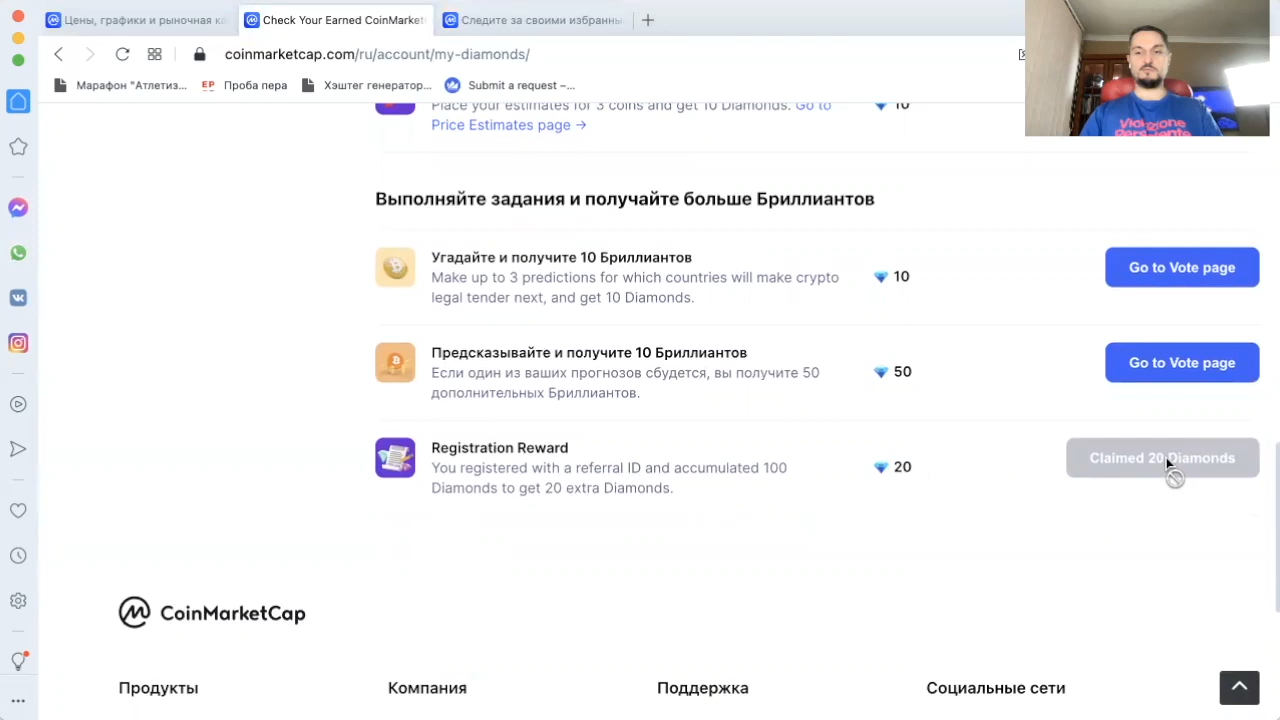 Цены, графики и рыночная ка
Check Your Earned CoinMarket
Следите за своими избранны
coinmarketcap.com/ru/account/my-diamonds/
Марафон "Атлетиз...
EP Проба пера
Хэштег генератор...
Submit a request –...
Place your estimates for 3 coins and get 10 Diamonds. Go to
Price Estimates page →
10
Выполняйте задания и получайте больше Бриллиантов
Угадайте и получите 10 Бриллиантов
Make up to 3 predictions for which countries will make crypto
legal tender next, and get 10 Diamonds.
10
Go to Vote page
Предсказывайте и получите 10 Бриллиантов
Если один из ваших прогнозов сбудется, вы получите 50
дополнительных Бриллиантов.
50
Go to Vote page
Registration Reward
You registered with a referral ID and accumulated 100
Diamonds to get 20 extra Diamonds.
20
Claimed 20 Diamonds
CoinMarketCap
Продукты
Компания
Поддержка
Социальные сети